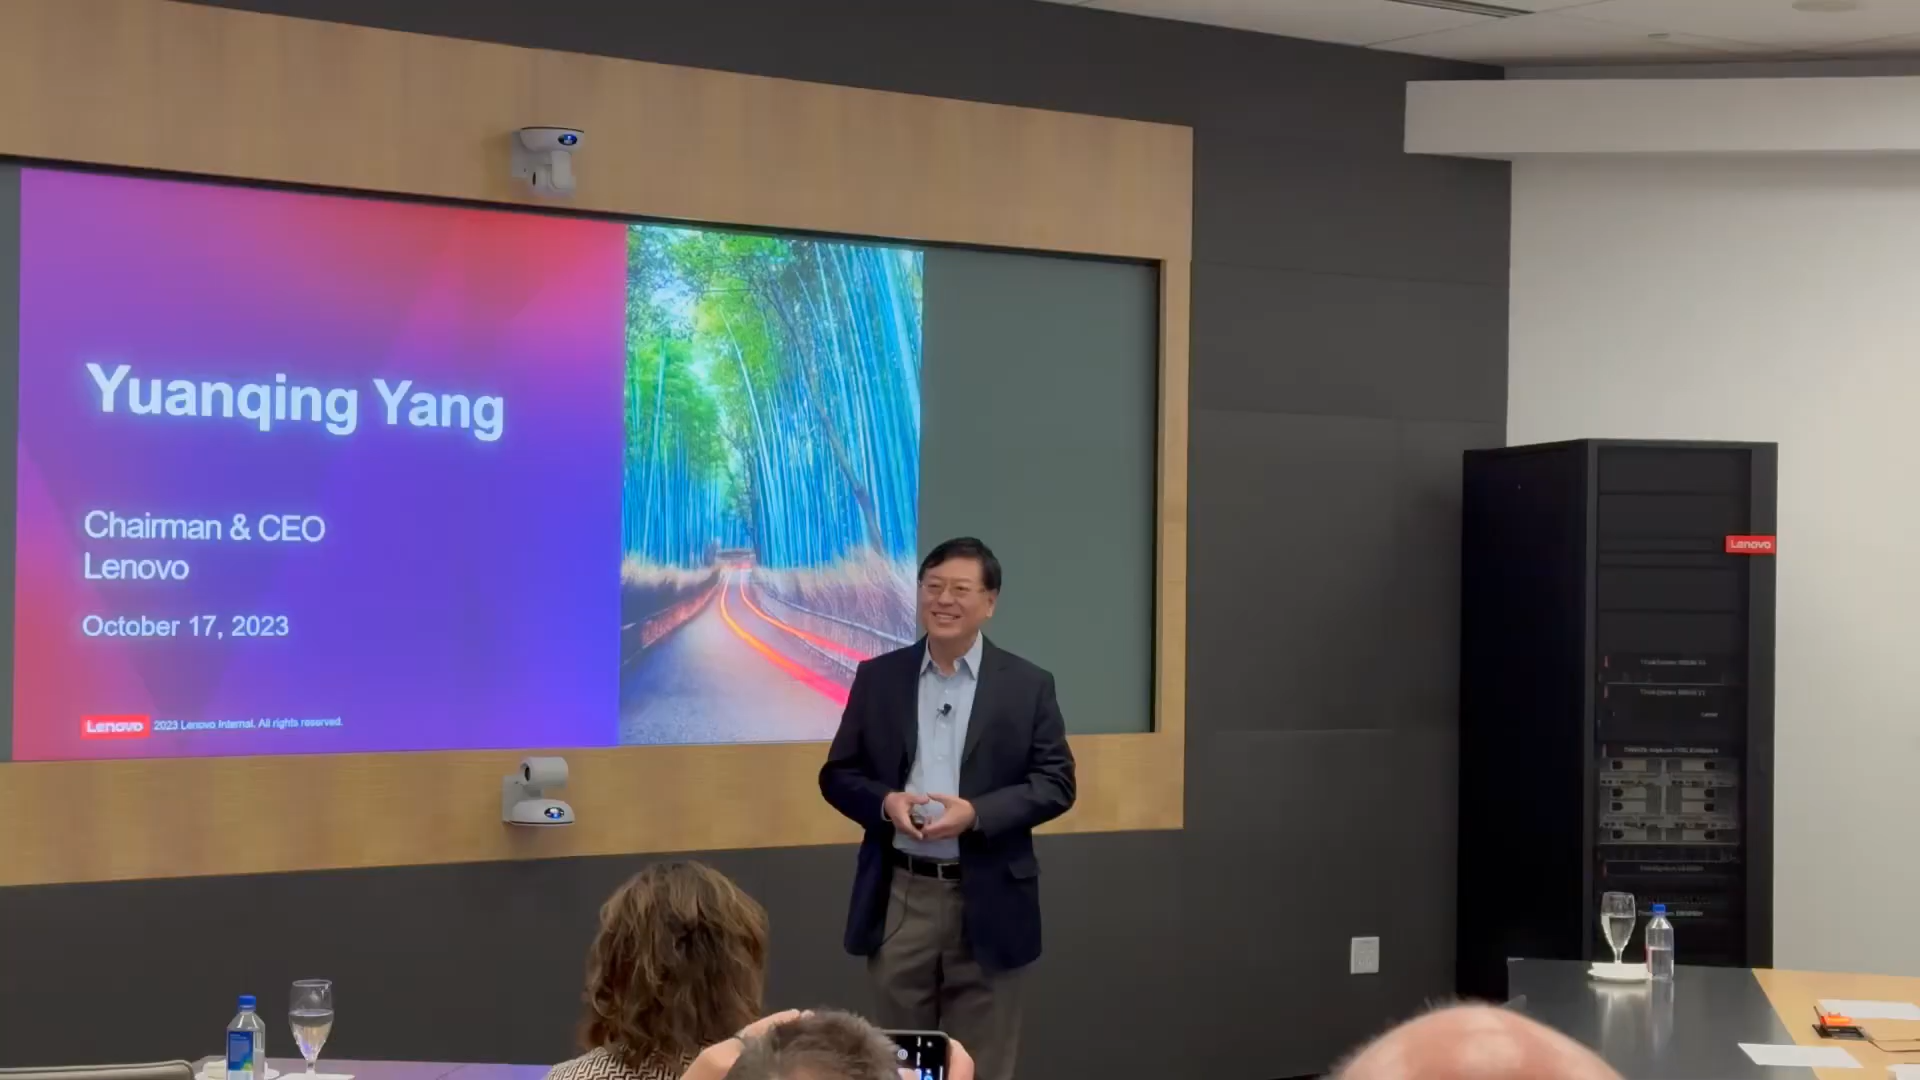 Yuanqing Yang
Chairman & CEO
Lenovo
October 17, 2023
Lenovo 2023 Lenovo Internal. All rights reserved.
Lenovo